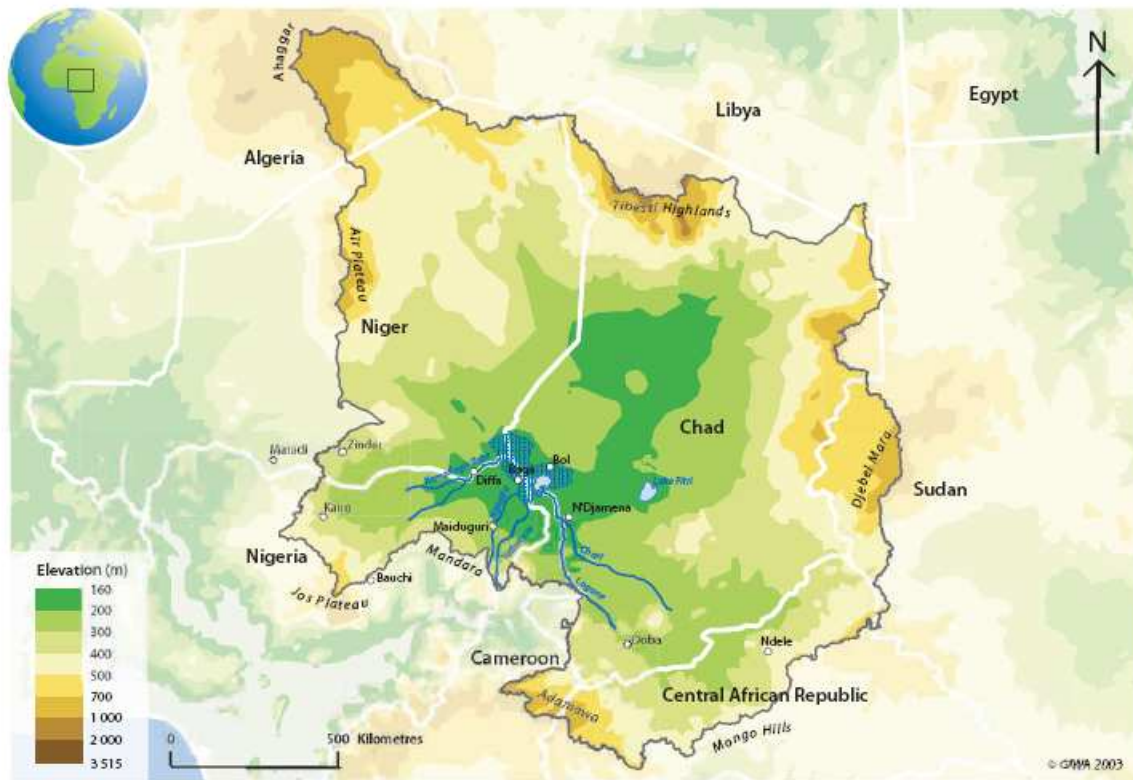 N
Egypt
Libya
Ahaggar
Algeria
Tibesti Highlands
Air Plateau
Niger
Chad
Maradi
Zinder
Bol
Baga
Diffa
Lake Fitri
Djebel Mara
Sudan
Kano
N'Djamena
Maiduguri
Chari
Logone
Nigeria
Mandara
Bauchi
Jos Plateau
Doba
Ndele
Cameroon
Central African Republic
Adamawa
Mongo Hills
Elevation (m)
160
200
300
400
500
700
1 000
2 000
3 515
0
500 Kilometres
© GIWA 2003